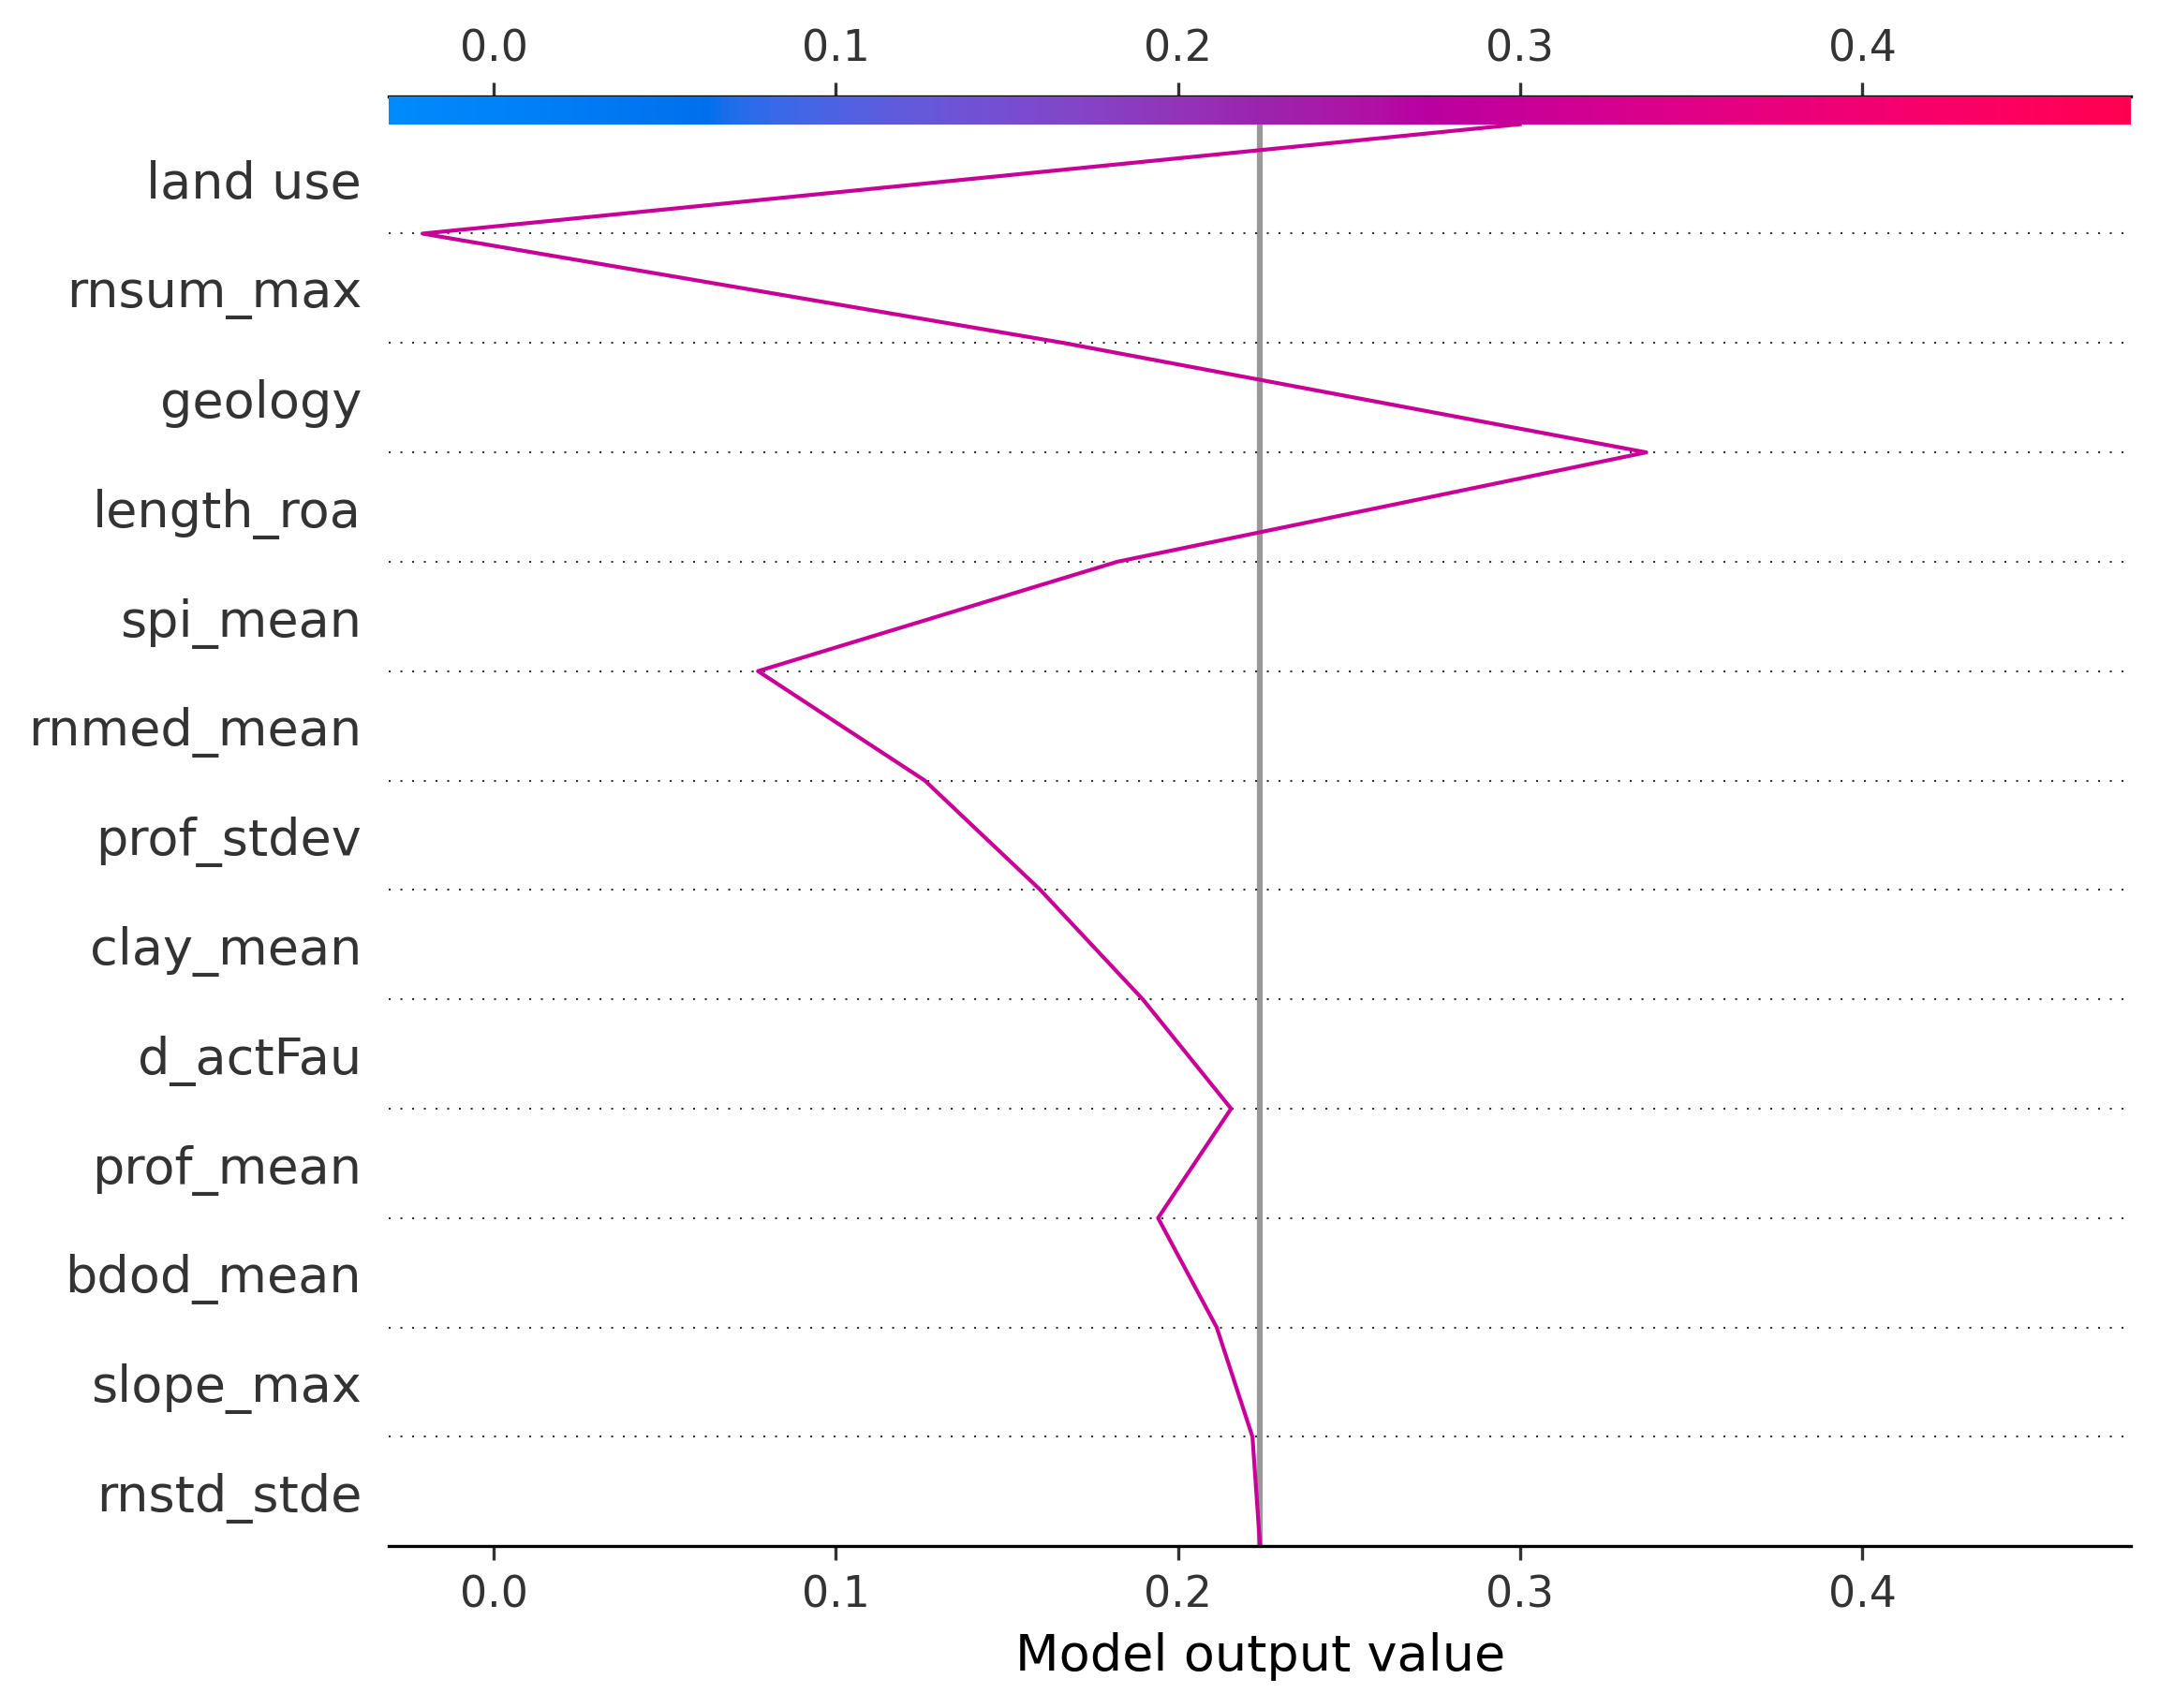 0.0 0.1 0.2 0.3 0.4
land use
rnsum_max
geology
length_roa
spi_mean
rnmed_mean
prof_stdev
clay_mean
d_actFau
prof_mean
bdod_mean
slope_max
rnstd_stde
0.0 0.1 0.2 0.3 0.4
Model output value